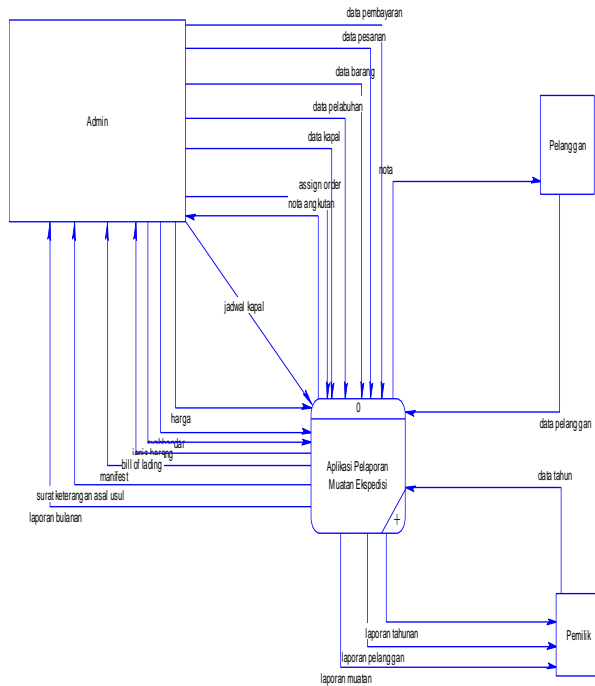 data pembayaran
data pesanan
data barang
data pelabuhan
data kapal
assign order
nota angkutan
nota
Admin
Pelanggan
jadwal kapal
harga
0
data pelanggan
bill of lading
manifest
surat keterangan asal usul
laporan bulanan
Aplikasi Pelaporan
Muatan Ekspedisi
+
data tahun
laporan tahunan
laporan pelanggan
laporan muatan
Pemilik